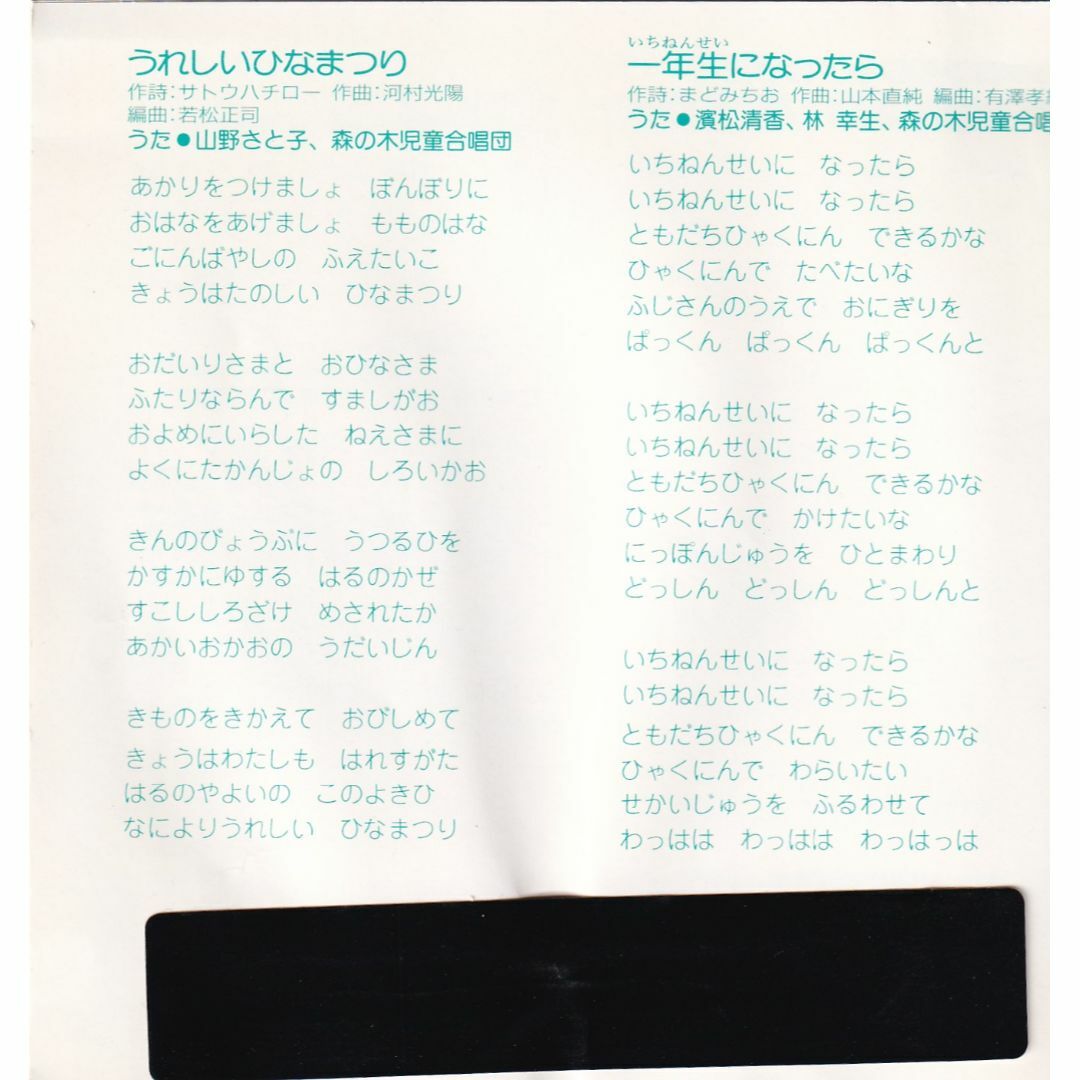 うれしいひなまつり
作詩：サトウハチロー 作曲：河村光陽
編曲：若松正司
うた●山野さと子、森の木児童合唱団
あかりをつけましょ ぼんぼりに
おはなをあげましょ もものはな
ごにんばやしの ふえたいこ
きょうはたのしい ひなまつり
おだいりさまと おひなさま
ふたりならんで すましがお
およめにいらした ねえさまに
よくにたかんじょの しろいかお
きんのびょうぶに うつるひを
かすかにゆする はるのかぜ
すこししろざけ めされたか
あかいおかおの うだいじん
きものをきかえて おびしめて
きょうはわたしも はれすがた
はるのやよいの このよきひ
なによりうれしい ひなまつり
いちねんせい
一年生になったら
作詩：まどみちお 作曲：山本直純 編曲：有澤孝
うた●濱松清香、林 幸生、森の木児童合唱
いちねんせいに なったら
いちねんせいに なったら
ともだちひゃくにん できるかな
ひゃくにんで たべたいな
ふじさんのうえで おにぎりを
ぱっくん ぱっくん ぱっくんと
いちねんせいに なったら
いちねんせいに なったら
ともだちひゃくにん できるかな
ひゃくにんで かけたいな
にっぽんじゅうを ひとまわり
どっしん どっしん どっしんと
いちねんせいに なったら
いちねんせいに なったら
ともだちひゃくにん できるかな
ひゃくにんで わらいたい
せかいじゅうを ふるわせて
わっはは わっはは わっはっは